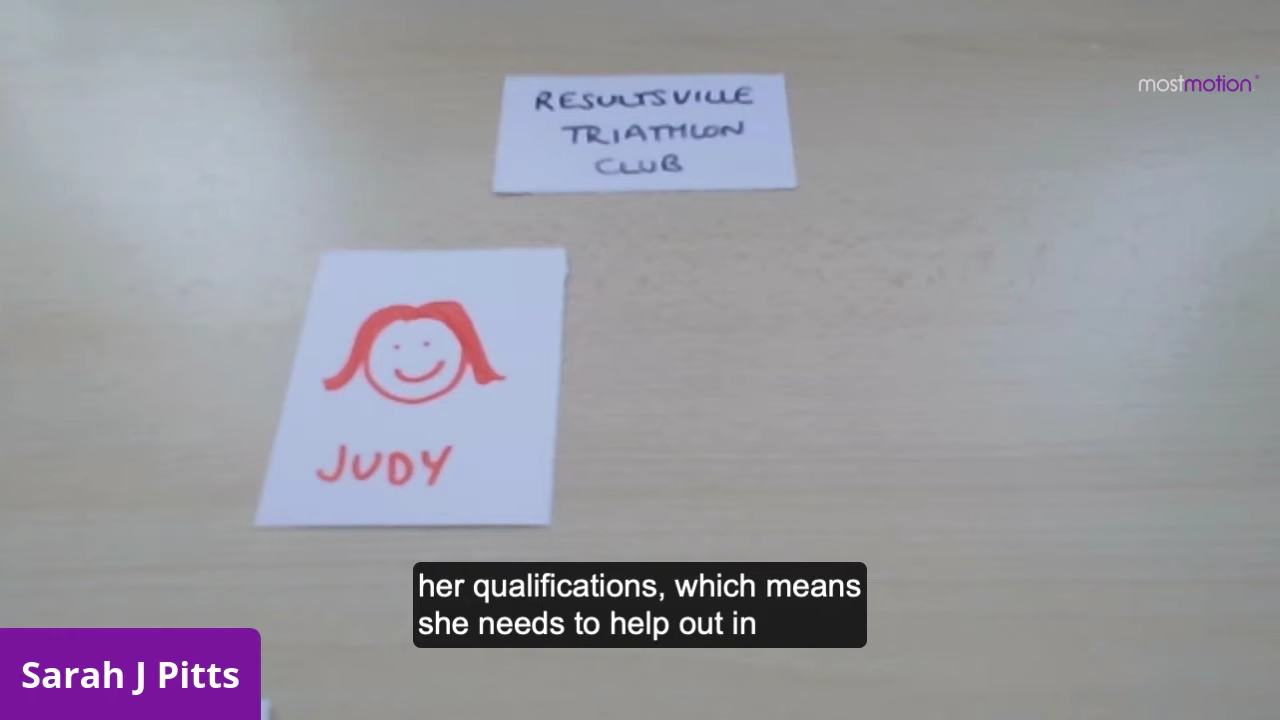 RESULTSVILLE
TRIATHLON
CLUB
mostmotion
JUDY
her qualifications, which means
she needs to help out in
Sarah J Pitts